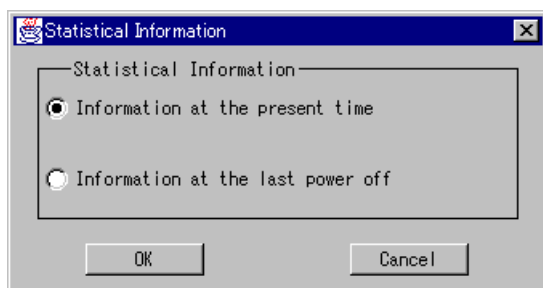 Statistical Information
Statistical Information
Information at the present time
Information at the last power off
OK Cancel